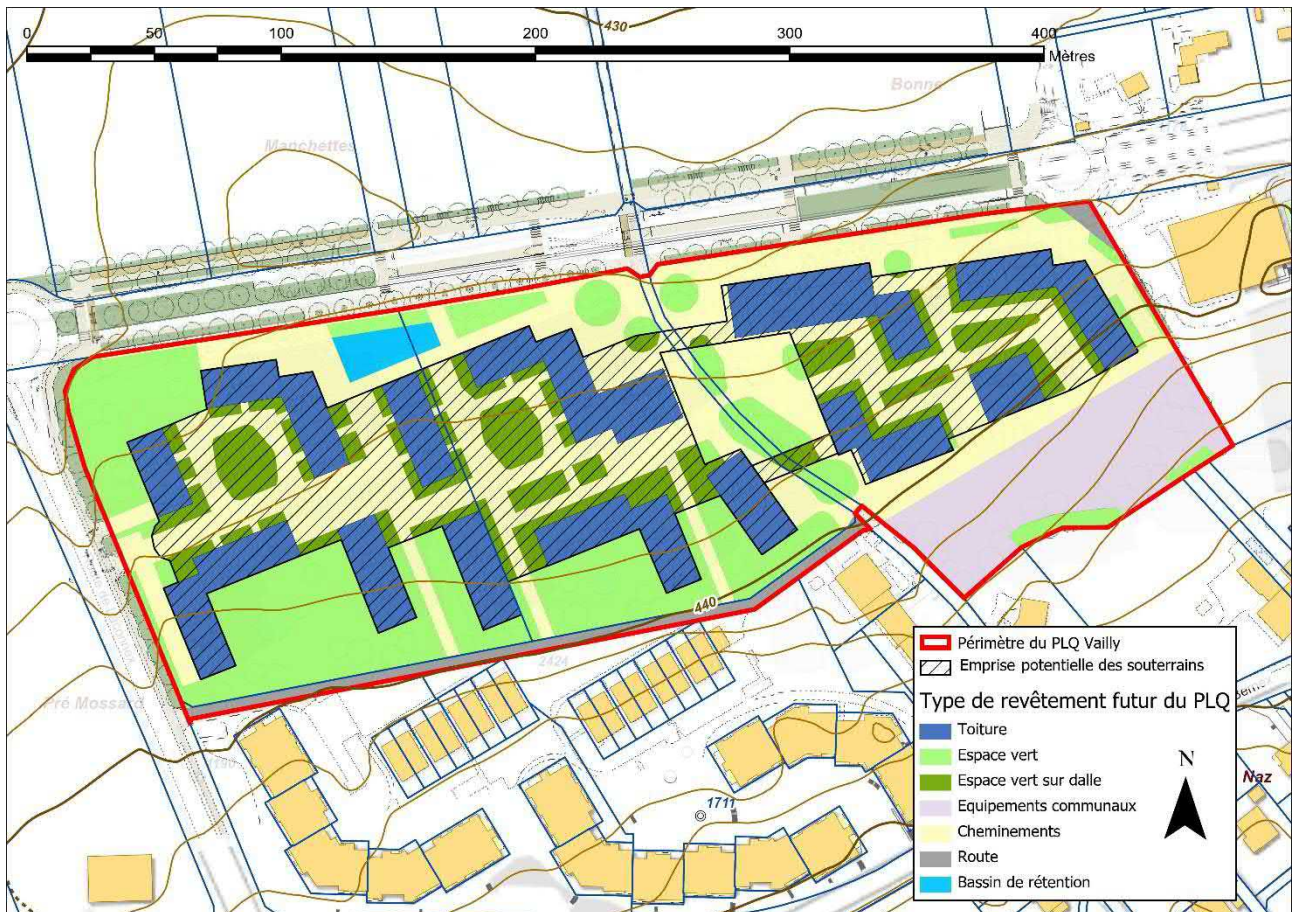 0 50 100 200 300 400
Mètres
430
Bonne
Manchettes
440
2424
Pré Mossard
1190
1711
Naz
Périmètre du PLQ Vailly
Emprise potentielle des souterrains
Type de revêtement futur du PLQ
Toiture
Espace vert
Espace vert sur dalle
Equipements communaux
Cheminements
Route
Bassin de rétention
N